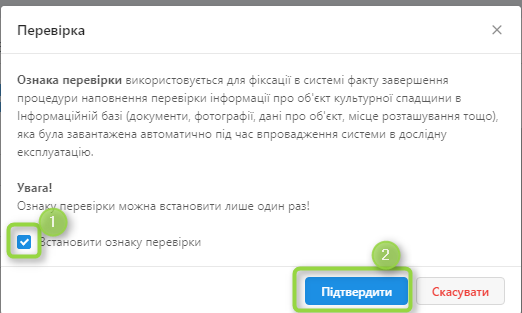 Перевірка
Ознака перевірки використовується для фіксації в системі факту завершення
процедури наповнення перевірки інформації про об'єкт культурної спадщини в
Інформаційній базі (документи, фотографії, дані про об'єкт, місце розташування тощо),
яка була завантажена автоматично під час впровадження системи в дослідну
експлуатацію.
Увага!
Ознаку перевірки можна встановити лише один раз!
1
Встановити ознаку перевірки
2
Підтвердити
Скасувати